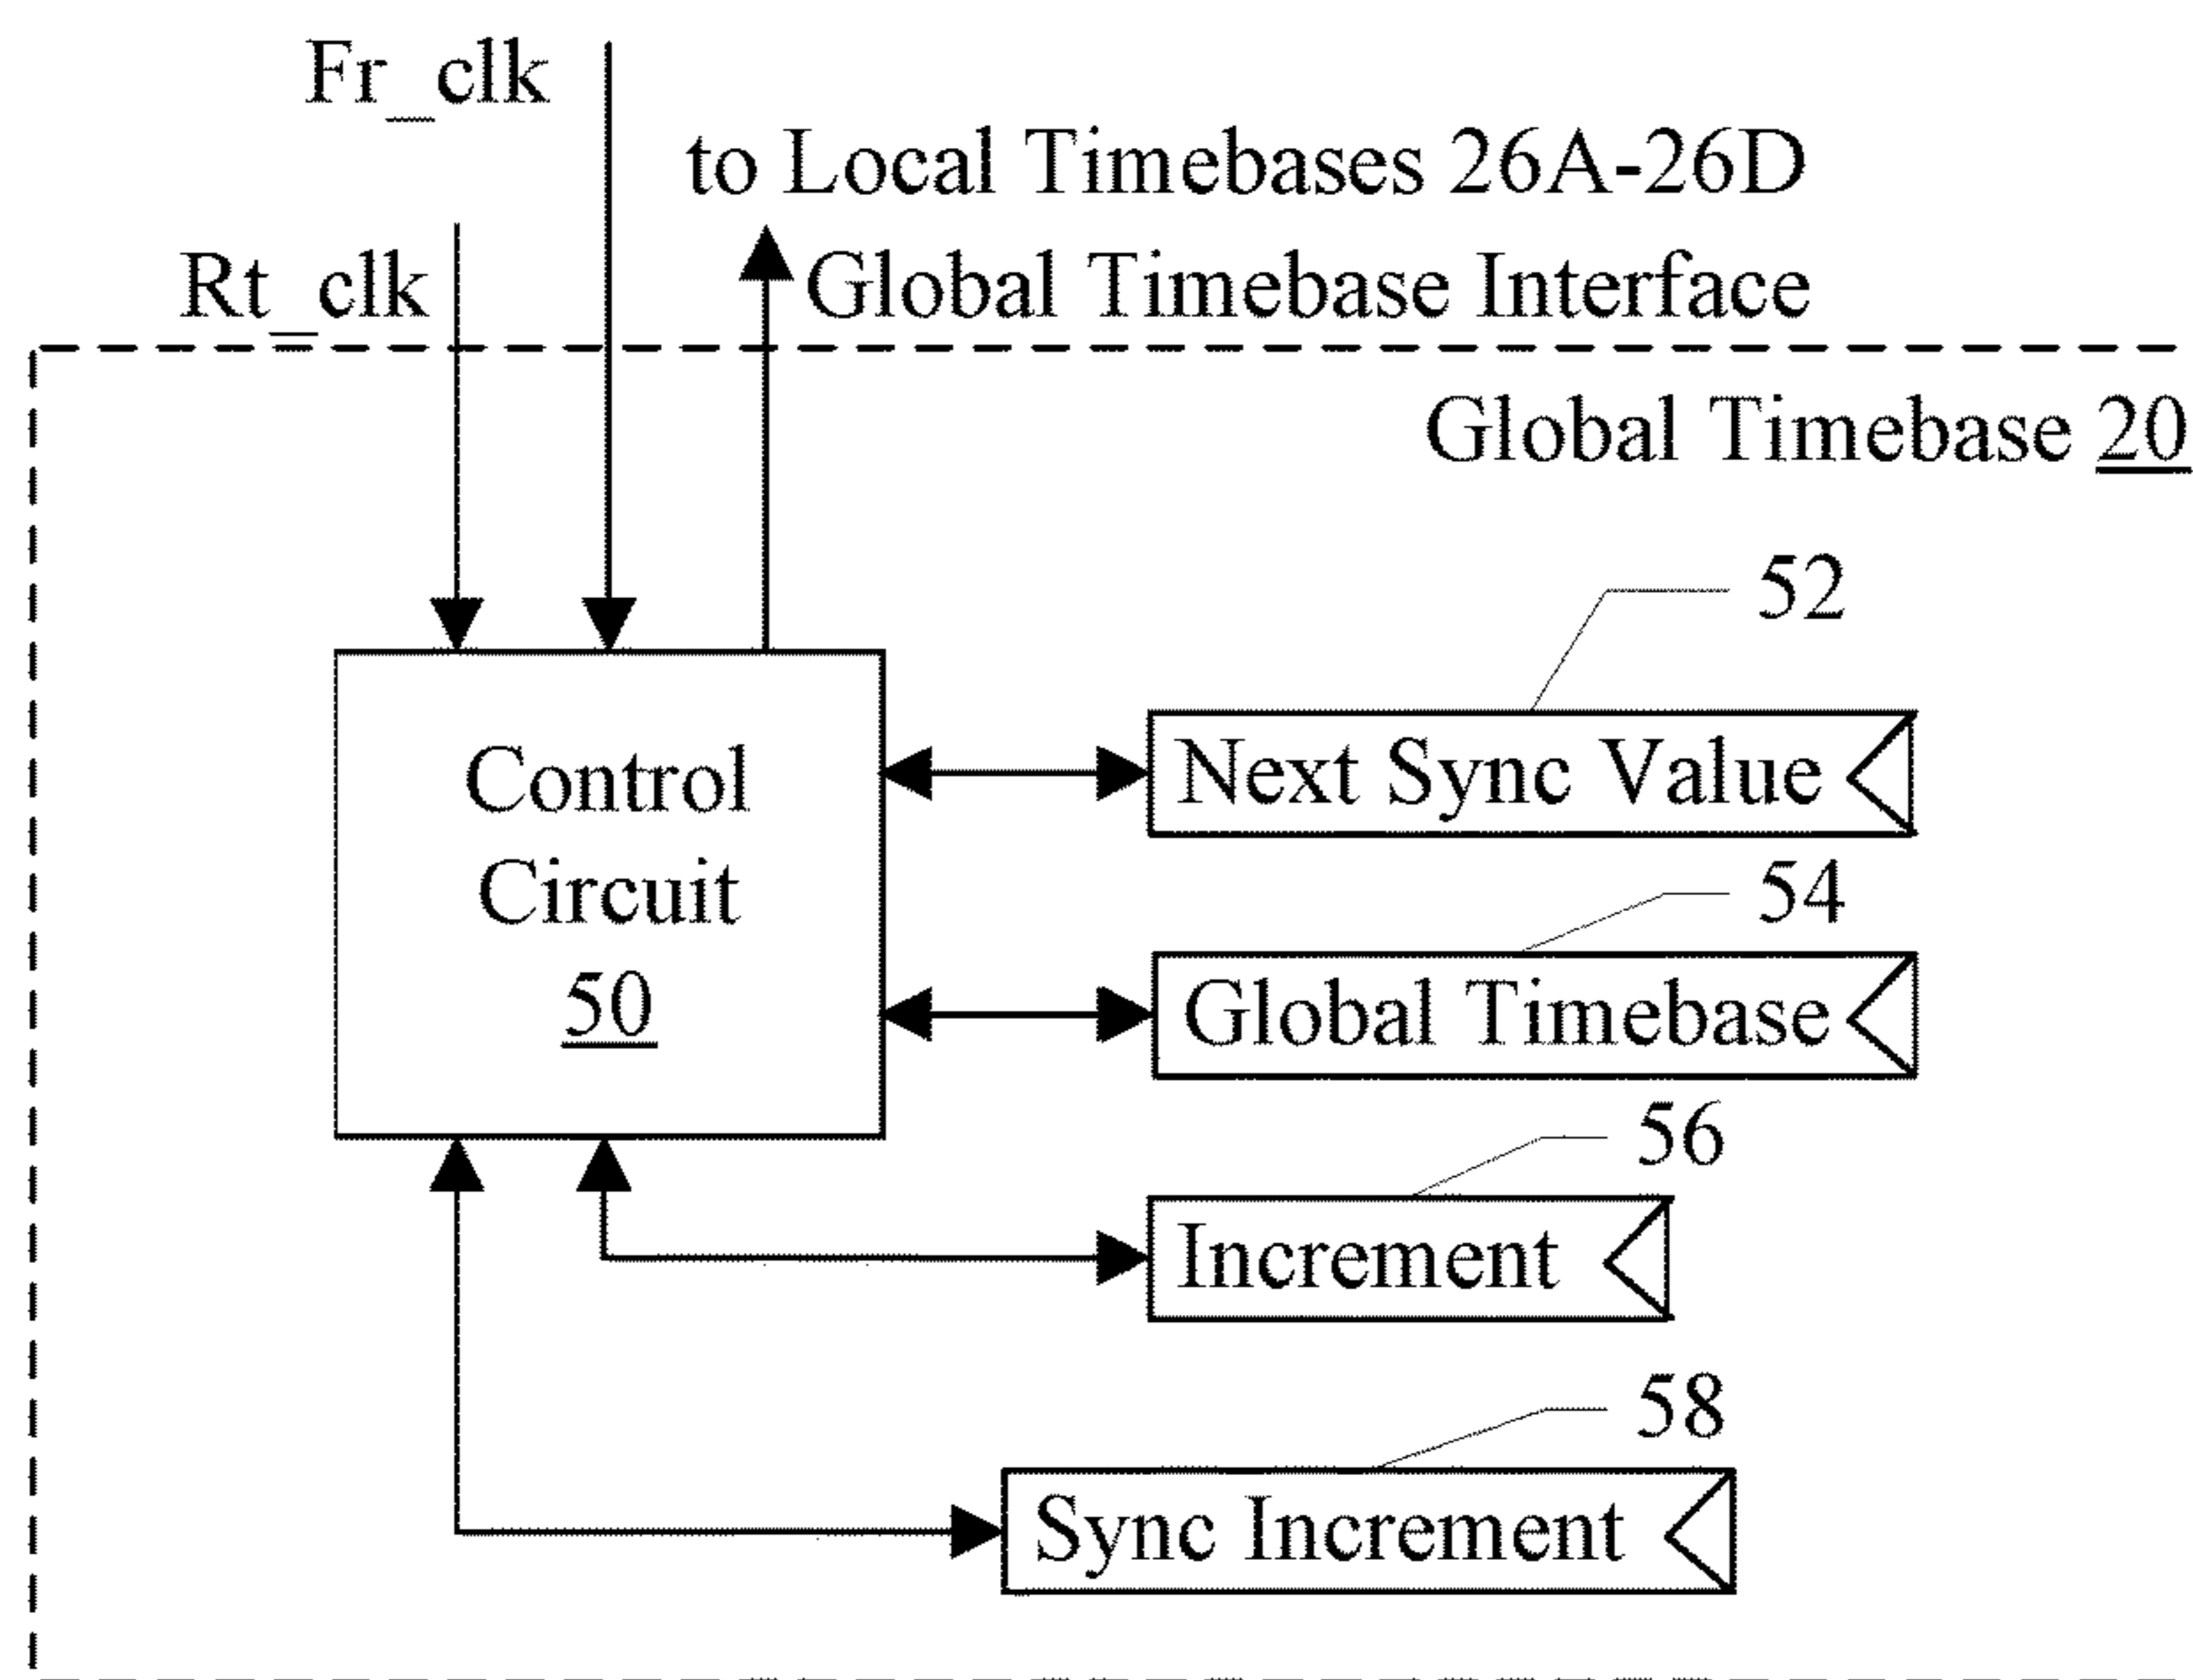 Fr_clk
to Local Timebases 26A-26D
Rt_clk
Global Timebase Interface
Global Timebase 20
52
Control
Circuit
50
Next Sync Value
54
Global Timebase
56
Increment
58
Sync Increment